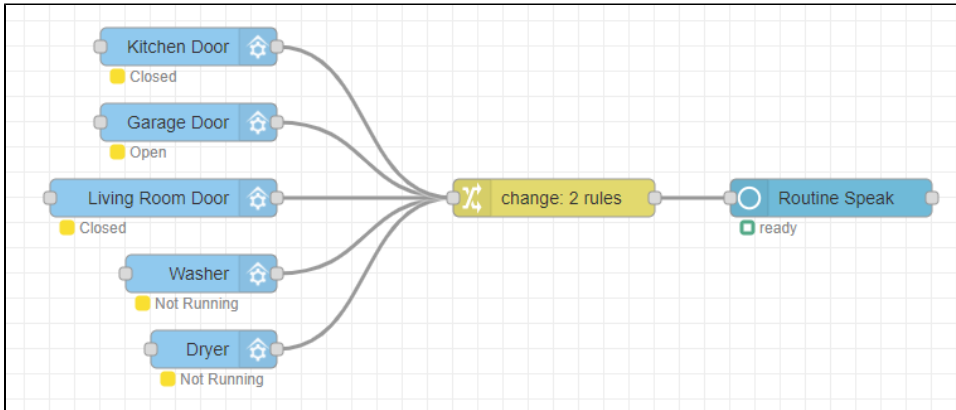 Kitchen Door
Closed
Garage Door
Open
Living Room Door
Closed
change: 2 rules
Routine Speak
ready
Washer
Not Running
Dryer
Not Running